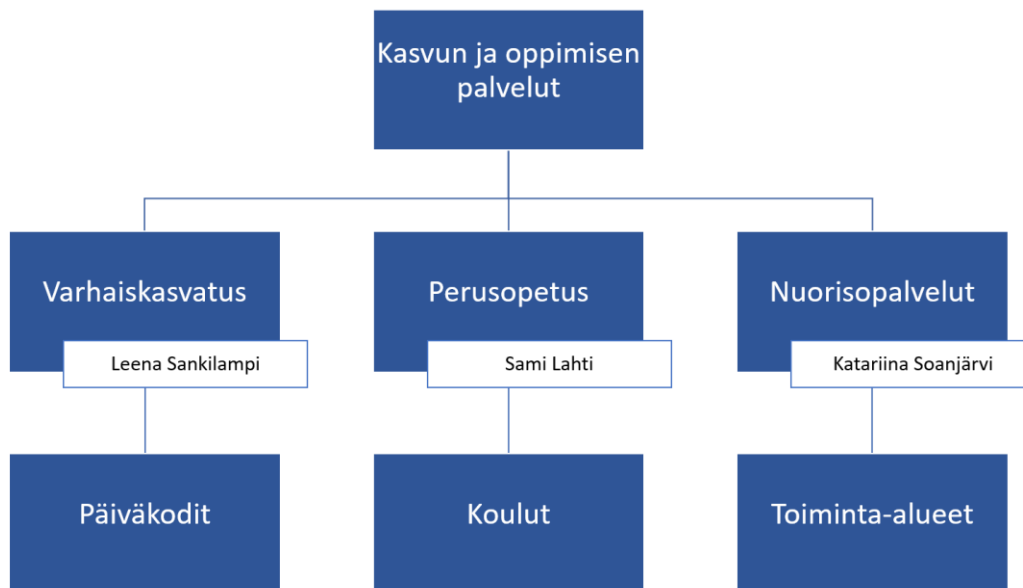 Kasvun ja oppimisen
palvelut
Varhaiskasvatus
Leena Sankilampi
Perusopetus
Sami Lahti
Nuorisopalvelut
Katariina Soanjärvi
Päiväkodit
Koulut
Toiminta-alueet